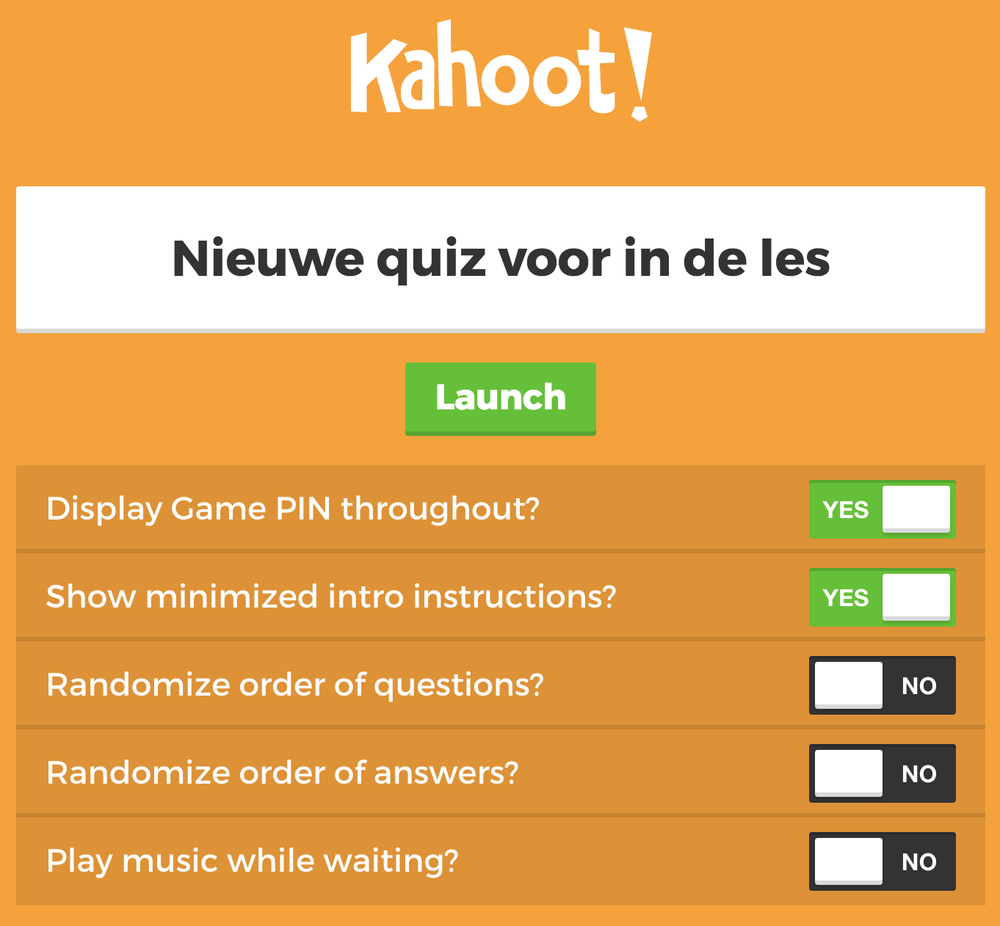 Kahoot!
Nieuwe quiz voor in de les
Launch
Display Game PIN throughout? YES
Show minimized intro instructions? YES
Randomize order of questions? NO
Randomize order of answers? NO
Play music while waiting? NO